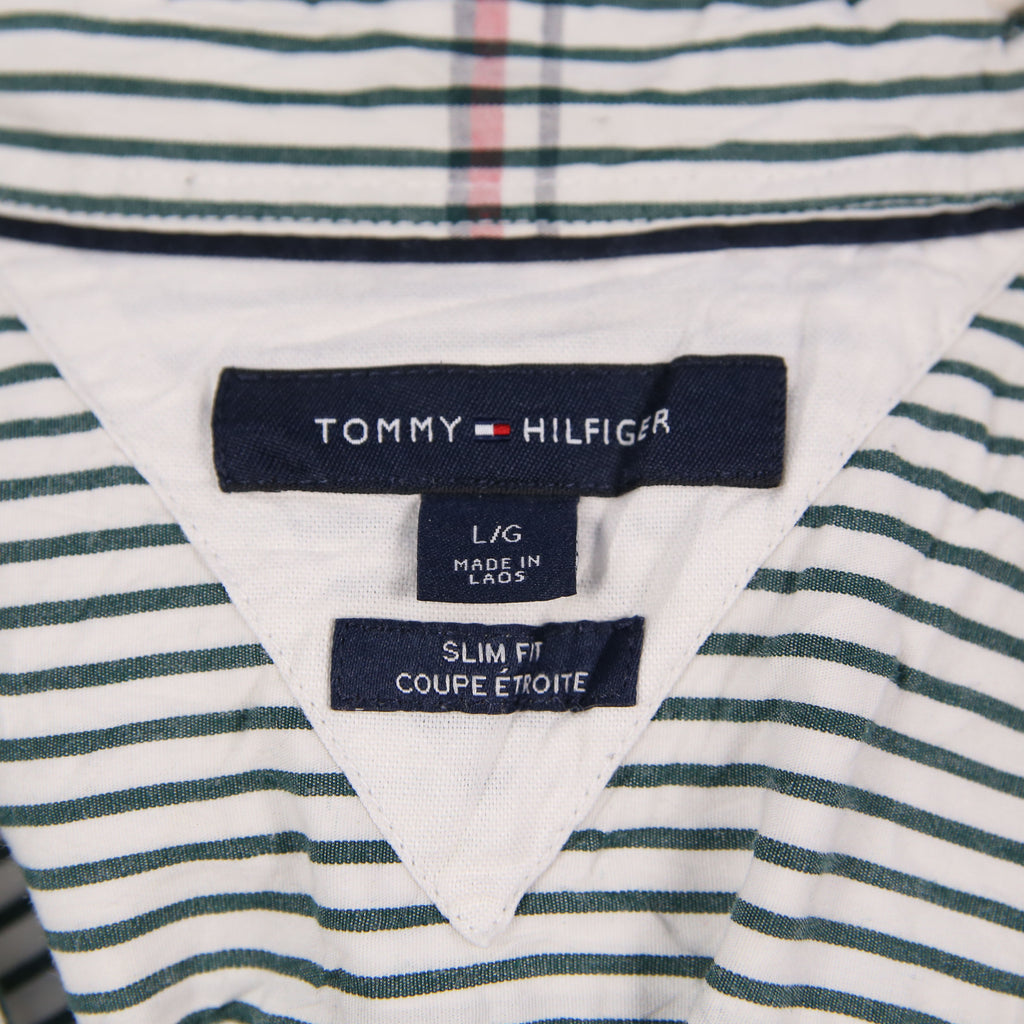 TOMMY HILFIGER
L/G
MADE IN
LAOS
SLIM FIT
COUPE ÉTROITE